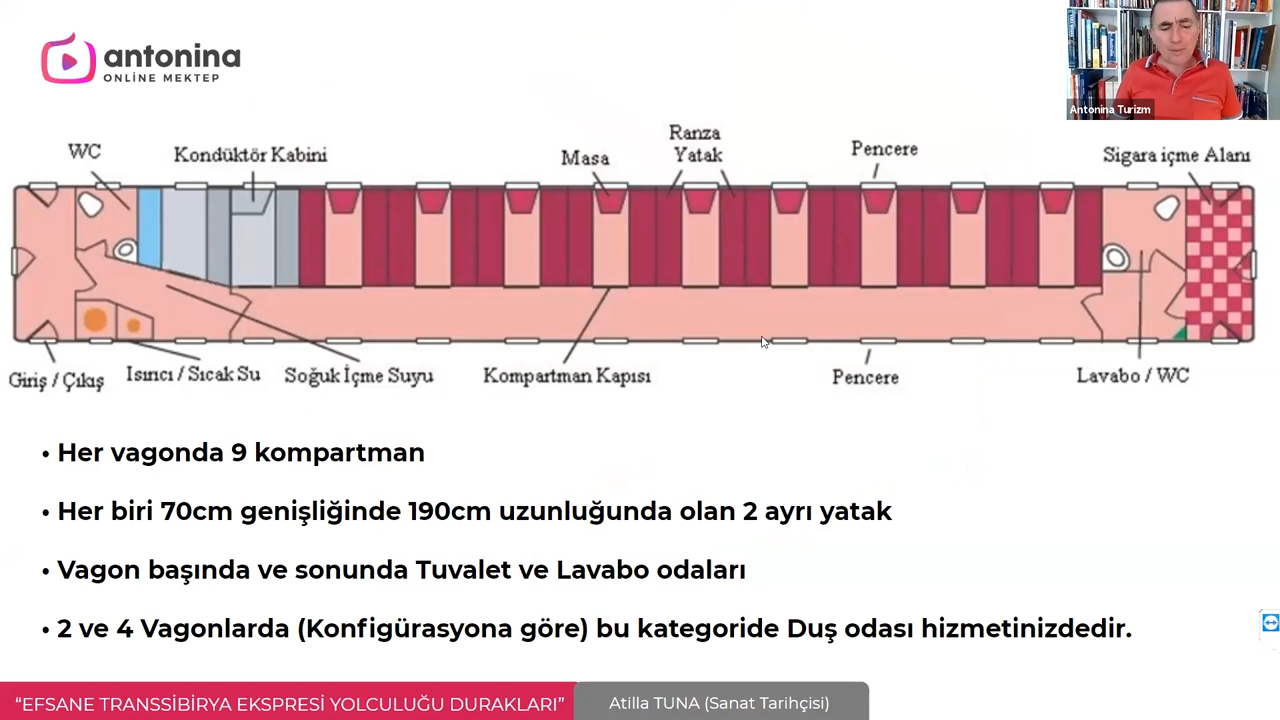 antonina
ONLİNE MEKTEP
Antonina Turizm
WC
Kondüktör Kabini
Masa
Ranza
Yatak
Pencere
Sigara içme Alanı
Giriş / Çıkış
Isırıcı / Sıcak Su
Soğuk İçme Suyu
Kompartman Kapısı
Pencere
Lavabo / WC
• Her vagonda 9 kompartman
• Her biri 70cm genişliğinde 190cm uzunluğunda olan 2 ayrı yatak
• Vagon başında ve sonunda Tuvalet ve Lavabo odaları
• 2 ve 4 Vagonlarda (Konfigürasyona göre) bu kategoride Duş odası hizmetinizdedir.
“EFSANE TRANSSİBİRYA EKSPRESİ YOLCULUĞU DURAKLARI”
Atilla TUNA (Sanat Tarihçisi)